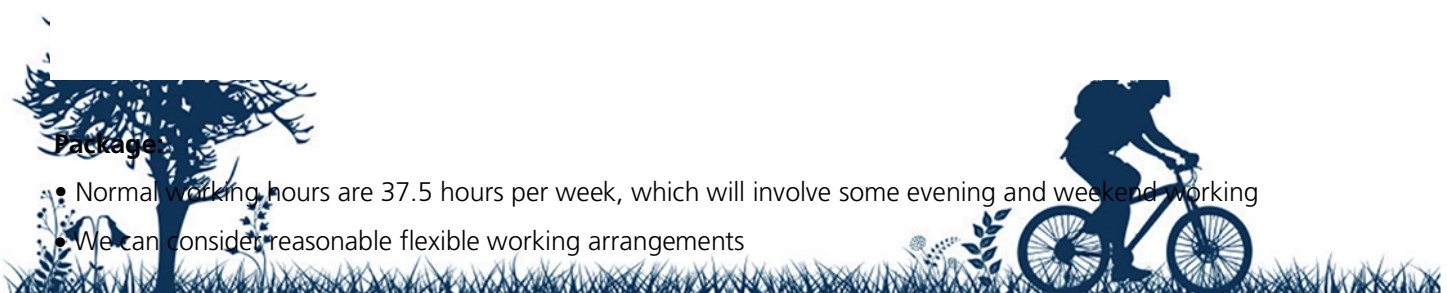 Package:
• Normal working hours are 37.5 hours per week, which will involve some evening and weekend working
• We can consider reasonable flexible working arrangements